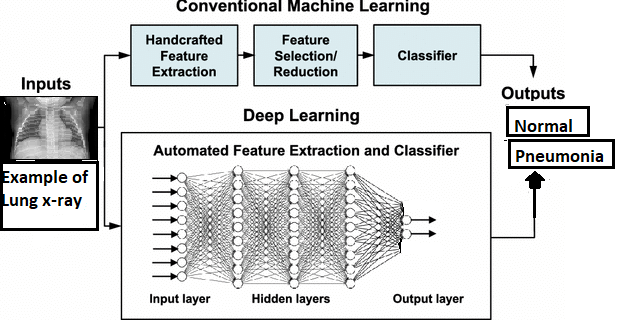 Conventional Machine Learning
Handcrafted
Feature
Extraction
Feature
Selection/
Reduction
Classifier
Inputs
Example of
Lung x-ray
Outputs
Normal
Pneumonia
Deep Learning
Automated Feature Extraction and Classifier
Input layer
Hidden layers
Output layer